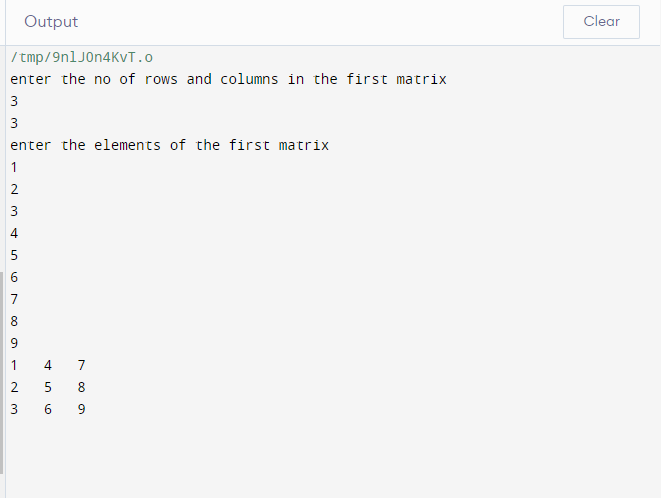 Output
Clear
/tmp/9nlJ0n4KvT.o
enter the no of rows and columns in the first matrix
3
3
enter the elements of the first matrix
1
2
3
4
5
6
7
8
9
1 4 7
2 5 8
3 6 9